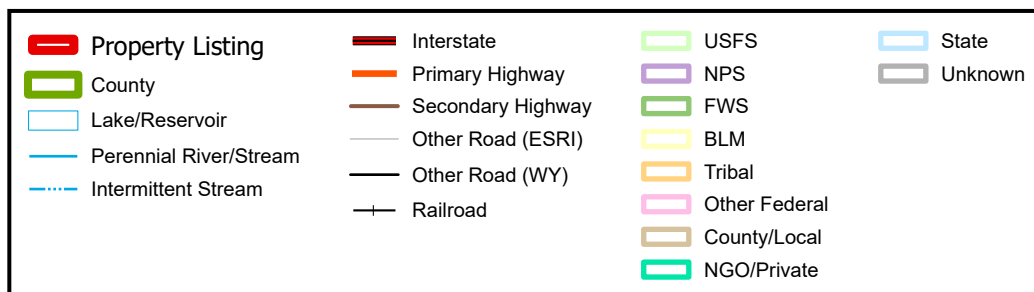 Property Listing
County
Lake/Reservoir
Perennial River/Stream
Intermittent Stream
Interstate
Primary Highway
Secondary Highway
Other Road (ESRI)
Other Road (WY)
Railroad
USFS
NPS
FWS
BLM
Tribal
Other Federal
County/Local
NGO/Private
State
Unknown